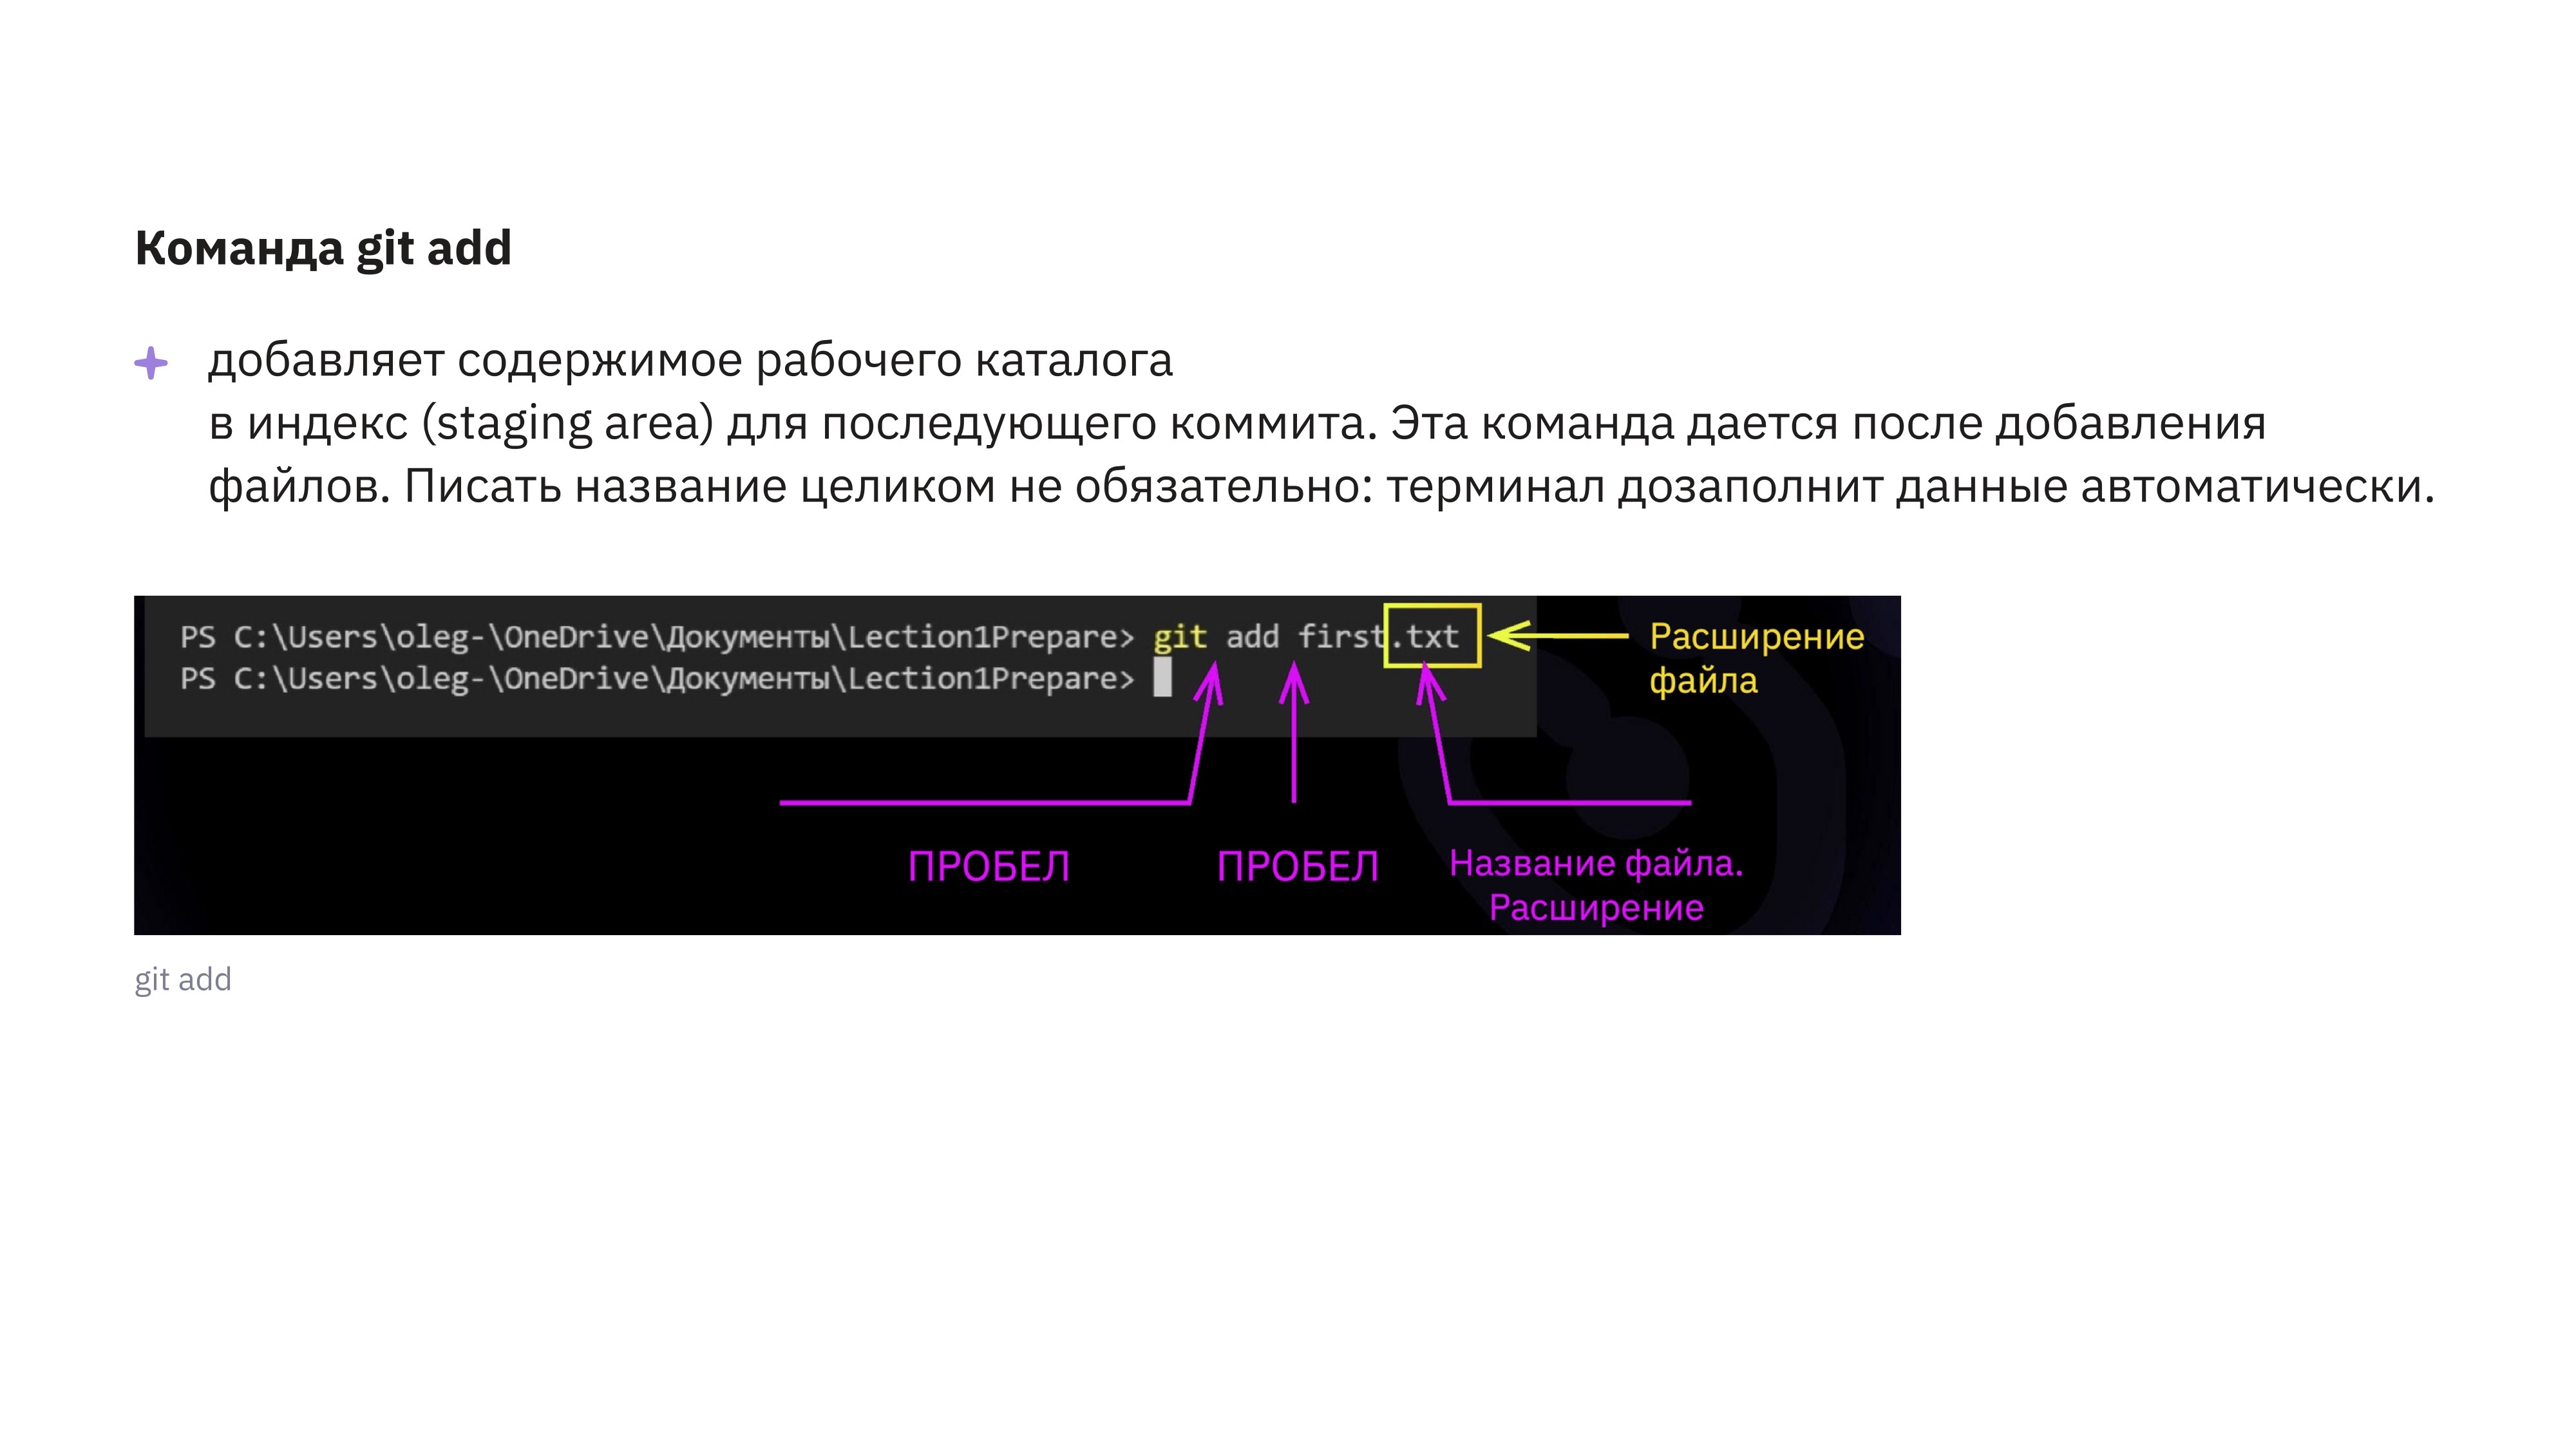 Команда git add
добавляет содержимое рабочего каталога
в индекс (staging area) для последующего коммита. Эта команда дается после добавления
файлов. Писать название целиком не обязательно: терминал дозаполнит данные автоматически.
PS C:\Users\oleg-\OneDrive\Документы\Lection1Prepare> git add first.txt
PS C:\Users\oleg-\OneDrive\Документы\Lection1Prepare>
Расширение
файла
ПРОБЕЛ
ПРОБЕЛ
Название файла.
Расширение
git add